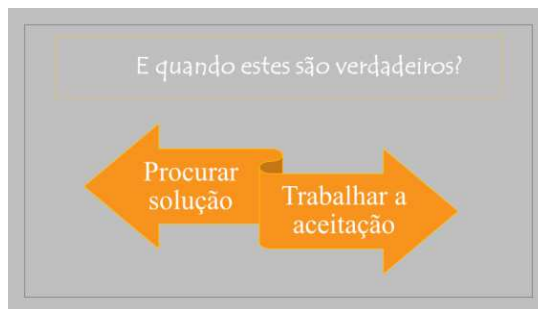 E quando estes são verdadeiros?
Procurar
solução
Trabalhar a
aceitação